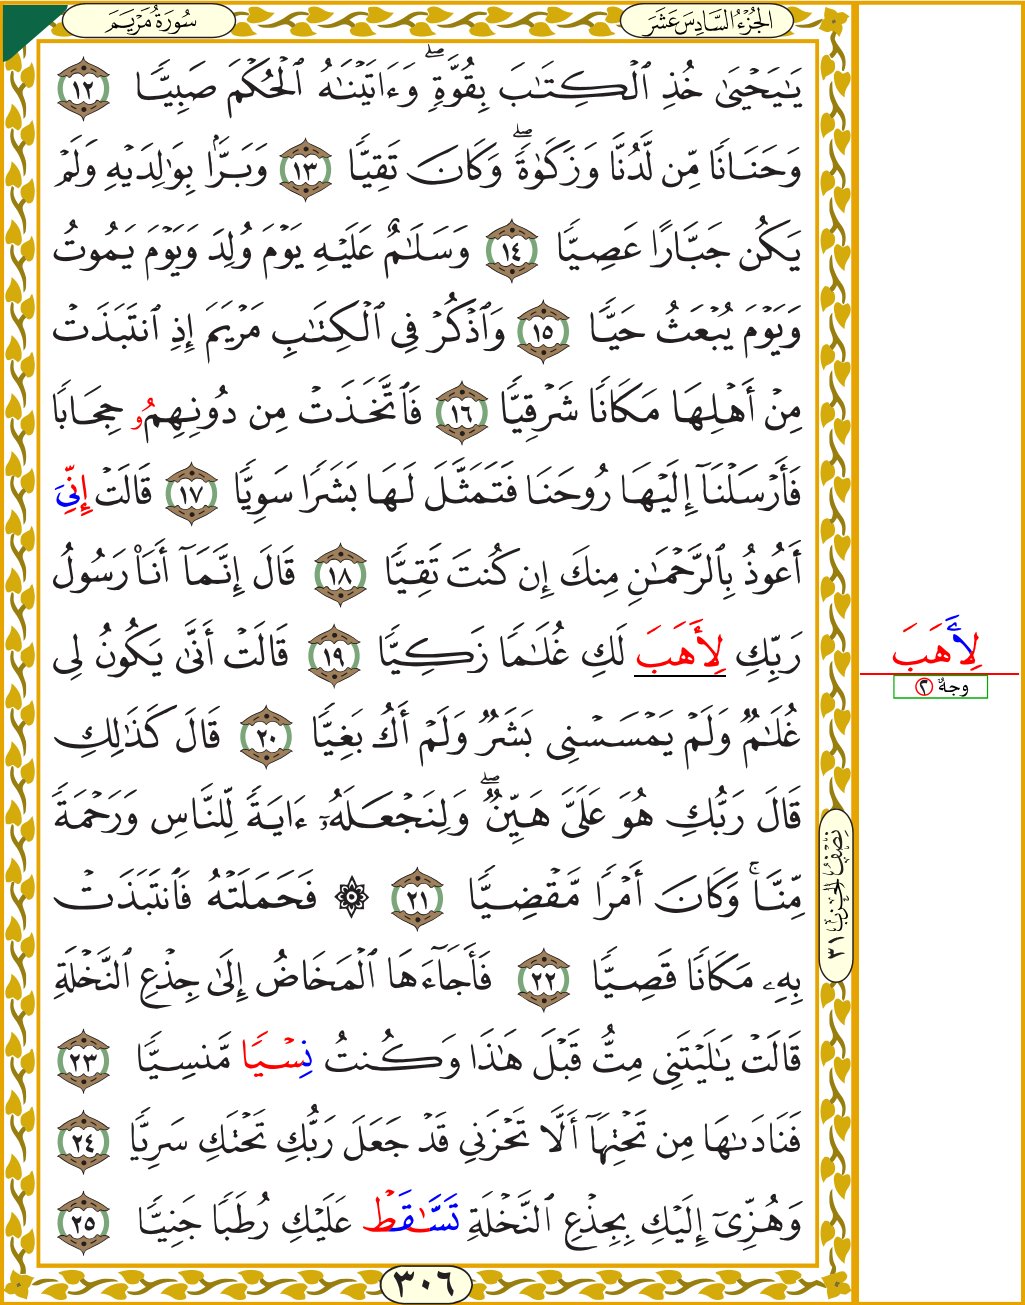 الجُزْءُ السَّادِسَ عَشَرَ
سُورَةُ مَرْيَمَ
يَـٰيَحْيَىٰ خُذِ ٱلْكِتَـٰبَ بِقُوَّةٍۖ وَءَاتَيْنَـٰهُ ٱلْحُكْمَ صَبِيًّا ١٢
وَحَنَانًا مِّن لَّدُنَّا وَزَكَوٰةًۖ وَكَانَ تَقِيًّا ١٣ وَبَرًّۢا بِوَٰلِدَيْهِ وَلَمْ
يَكُن جَبَّارًا عَصِيًّا ١٤ وَسَلَـٰمٌ عَلَيْهِ يَوْمَ وُلِدَ وَيَوْمَ يَمُوتُ
وَيَوْمَ يُبْعَثُ حَيًّا ١٥ وَٱذْكُرْ فِى ٱلْكِتَـٰبِ مَرْيَمَ إِذِ ٱنتَبَذَتْ
مِنْ أَهْلِهَا مَكَانًا شَرْقِيًّا ١٦ فَٱتَّخَذَتْ مِن دُونِهِمُۥ حِجَابًا
فَأَرْسَلْنَآ إِلَيْهَا رُوحَنَا فَتَمَثَّلَ لَهَا بَشَرًا سَوِيًّا ١٧ قَالَتْ إِنِّىَ
أَعُوذُ بِٱلرَّحْمَـٰنِ مِنكَ إِن كُنتَ تَقِيًّا ١٨ قَالَ إِنَّمَآ أَنَا۠ رَسُولُ
رَبِّكِ لِأَهَبَ لَكِ غُلَـٰمًا زَكِيًّا ١٩ قَالَتْ أَنَّىٰ يَكُونُ لِى
غُلَـٰمٌ وَلَمْ يَمْسَسْنِى بَشَرٌ وَلَمْ أَكُ بَغِيًّا ٢٠ قَالَ كَذَٰلِكِ
قَالَ رَبُّكِ هُوَ عَلَىَّ هَيِّنٌۖ وَلِنَجْعَلَهُۥٓ ءَايَةً لِّلنَّاسِ وَرَحْمَةً
مِّنَّاۚ وَكَانَ أَمْرًا مَّقْضِيًّا ٢١ ۞ فَحَمَلَتْهُ فَٱنتَبَذَتْ
بِهِۦ مَكَانًا قَصِيًّا ٢٢ فَأَجَآءَهَا ٱلْمَخَاضُ إِلَىٰ جِذْعِ ٱلنَّخْلَةِ
قَالَتْ يَـٰلَيْتَنِى مِتُّ قَبْلَ هَـٰذَا وَكُنتُ نِسْيًا مَّنسِيًّا ٢٣
فَنَادَىٰهَا مِن تَحْتِهَآ أَلَّا تَحْزَنِى قَدْ جَعَلَ رَبُّكِ تَحْتَكِ سَرِيًّا ٢٤
وَهُزِّىٓ إِلَيْكِ بِجِذْعِ ٱلنَّخْلَةِ تَسَّـٰقَطْ عَلَيْكِ رُطَبًا جَنِيًّا ٢٥
لِأَهَبَ
وجهٌ ٢
نِصْفُ الحِزْبِ ٣١
٣٠٦